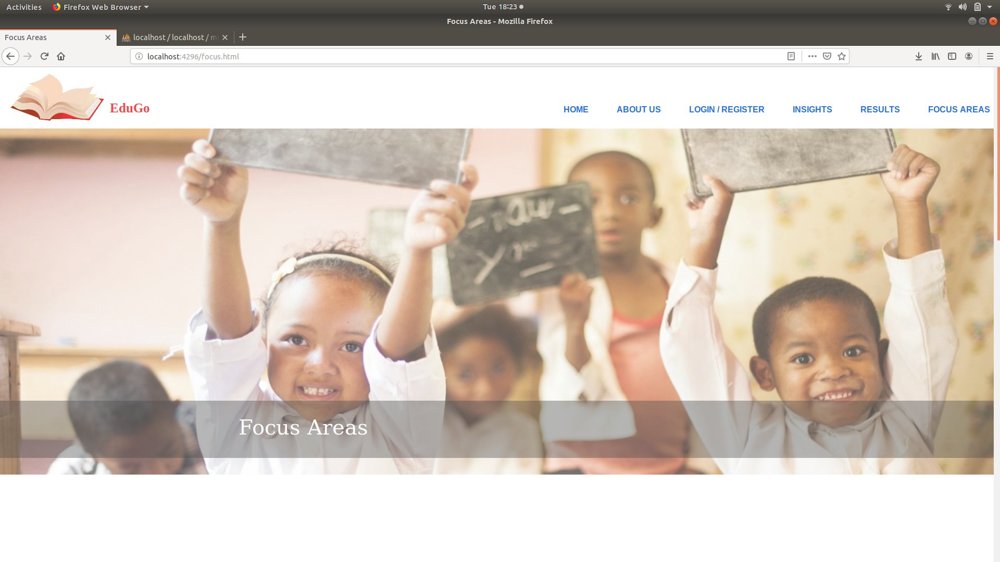 Activities Firefox Web Browser Tue 18:23
Focus Areas - Mozilla Firefox
Focus Areas localhost / localhost / m
localhost:4296/focus.html
EduGo HOME ABOUT US LOGIN / REGISTER INSIGHTS RESULTS FOCUS AREAS
Focus Areas